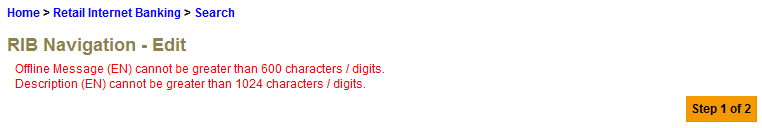 Home > Retail Internet Banking > Search
RIB Navigation - Edit
Offline Message (EN) cannot be greater than 600 characters / digits.
Description (EN) cannot be greater than 1024 characters / digits.
Step 1 of 2